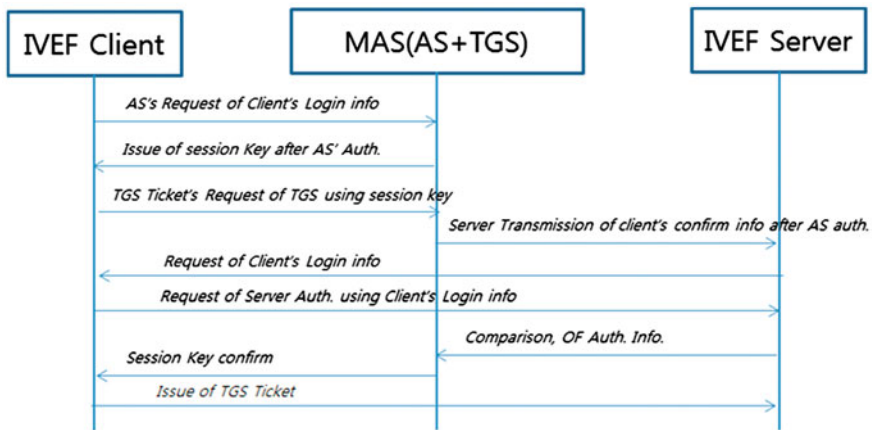 IVEF Client
MAS(AS+TGS)
IVEF Server
AS's Request of Client's Login info
Issue of session Key after AS' Auth.
TGS Ticket's Request of TGS using session key
Server Transmission of client's confirm info after AS auth.
Request of Client's Login info
Request of Server Auth. using Client's Login info
Comparison, OF Auth. Info.
Session Key confirm
Issue of TGS Ticket